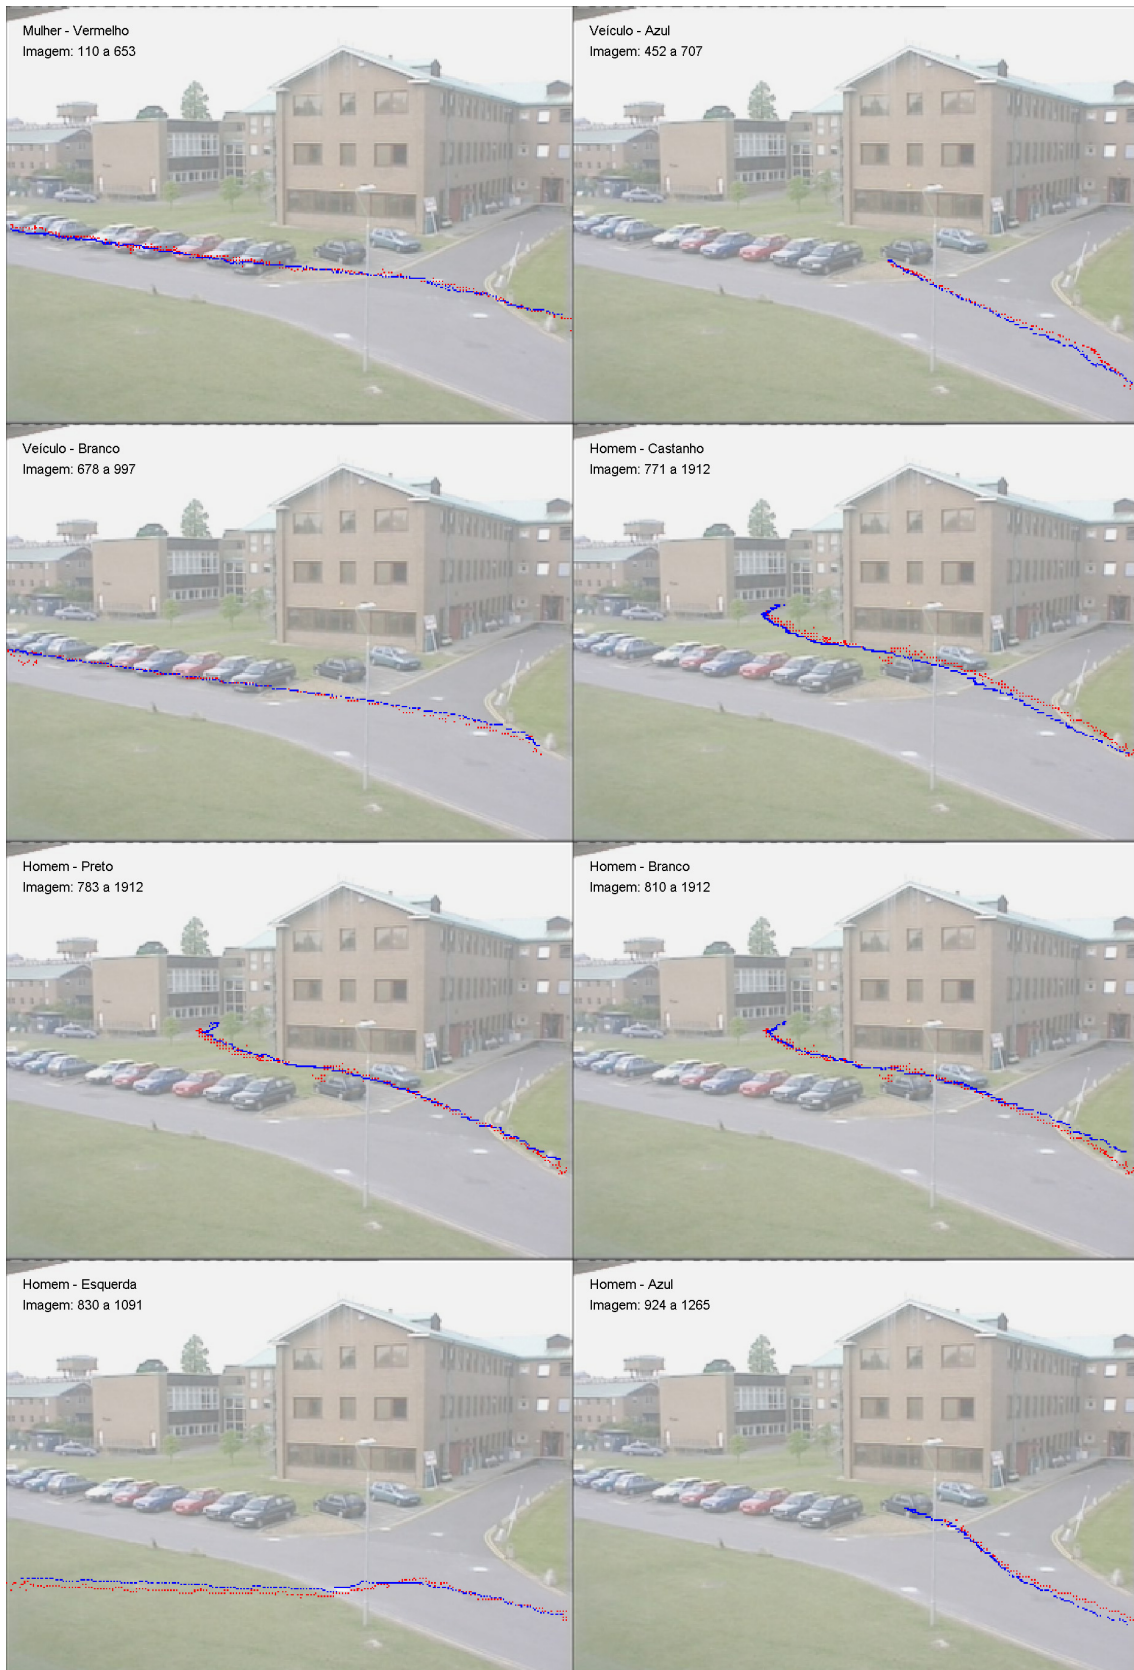 Mulher - Vermelho
Imagem: 110 a 653
Veículo - Azul
Imagem: 452 a 707
Veículo - Branco
Imagem: 678 a 997
Homem - Castanho
Imagem: 771 a 1912
Homem - Preto
Imagem: 783 a 1912
Homem - Branco
Imagem: 810 a 1912
Homem - Esquerda
Imagem: 830 a 1091
Homem - Azul
Imagem: 924 a 1265